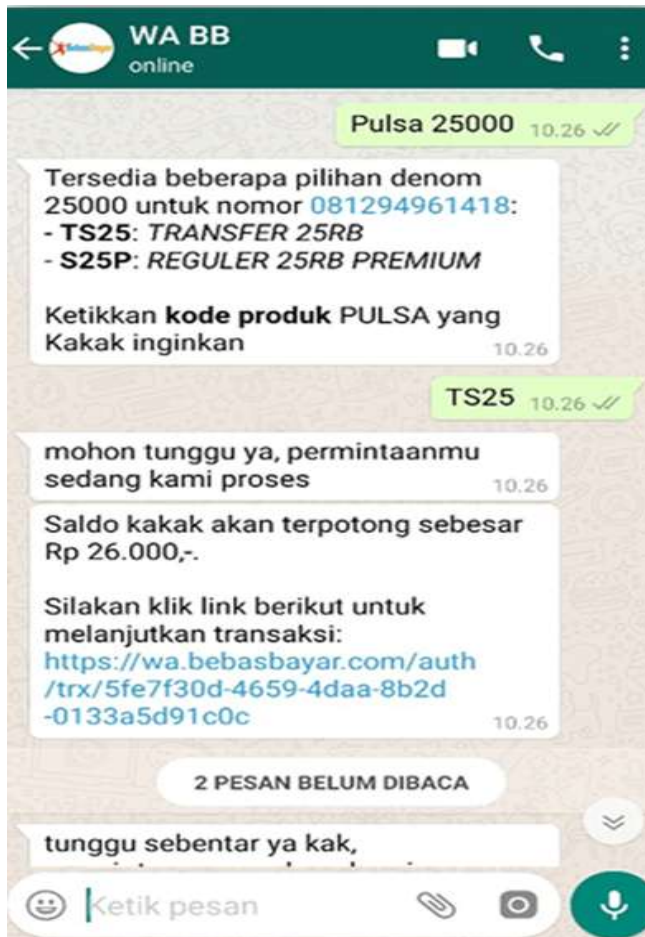 WA BB
online
Pulsa 25000 10.26
Tersedia beberapa pilihan denom
25000 untuk nomor 081294961418:
- TS25: TRANSFER 25RB
- S25P: REGULER 25RB PREMIUM
Ketikkan kode produk PULSA yang
Kakak inginkan 10.26
TS25 10.26
mohon tunggu ya, permintaanmu
sedang kami proses 10.26
Saldo kakak akan terpotong sebesar
Rp 26.000,-.
Silakan klik link berikut untuk
melanjutkan transaksi:
https://wa.bebasbayar.com/auth
/trx/5fe7f30d-4659-4daa-8b2d
-0133a5d91c0c 10.26
2 PESAN BELUM DIBACA
tunggu sebentar ya kak,
Ketik pesan